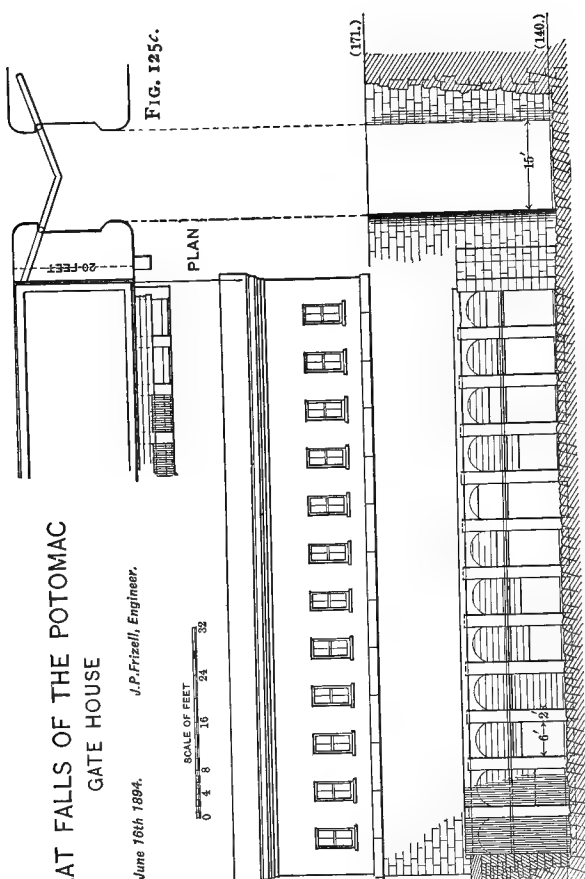 AT FALLS OF THE POTOMAC
GATE HOUSE
June 16th 1894. J.P.Frizell, Engineer.
SCALE OF FEET
0 4 8 16 24 32
20 FEET
PLAN
FIG. 125c.
(171.)
(140.)
15'
6' 2'